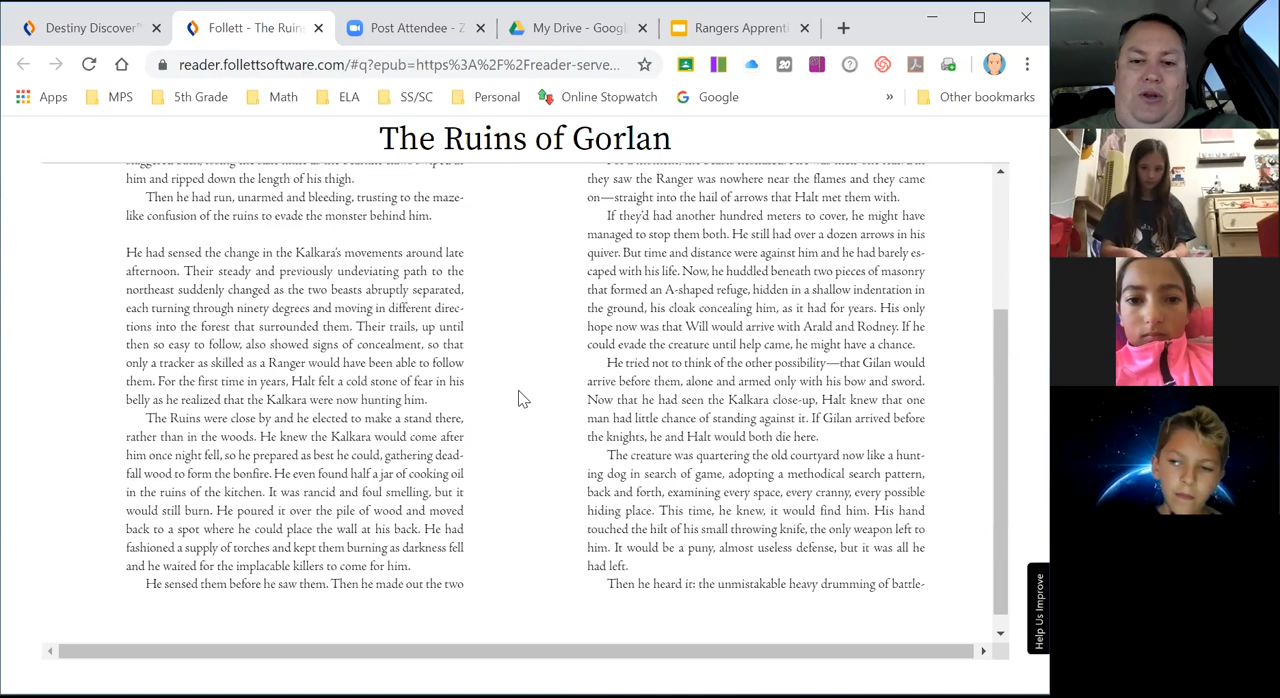 Destiny Discover
Follett - The Ruin
Post Attendee - Z
My Drive - Googl
Rangers Apprenti
reader.follettsoftware.com/#q?epub=https%3A%2F%2Freader-serve...
20
Apps
MPS
5th Grade
Math
ELA
SS/SC
Personal
Online Stopwatch
Google
»
Other bookmarks
The Ruins of Gorlan
him and ripped down the length of his thigh.
Then he had run, unarmed and bleeding, trusting to the maze-
like confusion of the ruins to evade the monster behind him.
He had sensed the change in the Kalkara's movements around late
afternoon. Their steady and previously undeviating path to the
northeast suddenly changed as the two beasts abruptly separated,
each turning through ninety degrees and moving in different direc-
tions into the forest that surrounded them. Their trails, up until
then so easy to follow, also showed signs of concealment, so that
only a tracker as skilled as a Ranger would have been able to follow
them. For the first time in years, Halt felt a cold stone of fear in his
belly as he realized that the Kalkara were now hunting him.
The Ruins were close by and he elected to make a stand there,
rather than in the woods. He knew the Kalkara would come after
him once night fell, so he prepared as best he could, gathering dead-
fall wood to form the bonfire. He even found half a jar of cooking oil
in the ruins of the kitchen. It was rancid and foul smelling, but it
would still burn. He poured it over the pile of wood and moved
back to a spot where he could place the wall at his back. He had
fashioned a supply of torches and kept them burning as darkness fell
and he waited for the implacable killers to come for him.
He sensed them before he saw them. Then he made out the two
they saw the Ranger was nowhere near the flames and they came
on—straight into the hail of arrows that Halt met them with.
If they'd had another hundred meters to cover, he might have
managed to stop them both. He still had over a dozen arrows in his
quiver. But time and distance were against him and he had barely es-
caped with his life. Now, he huddled beneath two pieces of masonry
that formed an A-shaped refuge, hidden in a shallow indentation in
the ground, his cloak concealing him, as it had for years. His only
hope now was that Will would arrive with Arald and Rodney. If he
could evade the creature until help came, he might have a chance.
He tried not to think of the other possibility—that Gilan would
arrive before them, alone and armed only with his bow and sword.
Now that he had seen the Kalkara close-up, Halt knew that one
man had little chance of standing against it. If Gilan arrived before
the knights, he and Halt would both die here.
The creature was quartering the old courtyard now like a hunt-
ing dog in search of game, adopting a methodical search pattern,
back and forth, examining every space, every cranny, every possible
hiding place. This time, he knew, it would find him. His hand
touched the hilt of his small throwing knife, the only weapon left to
him. It would be a puny, almost useless defense, but it was all he
had left.
Then he heard it: the unmistakable heavy drumming of battle-
Help Us Improve